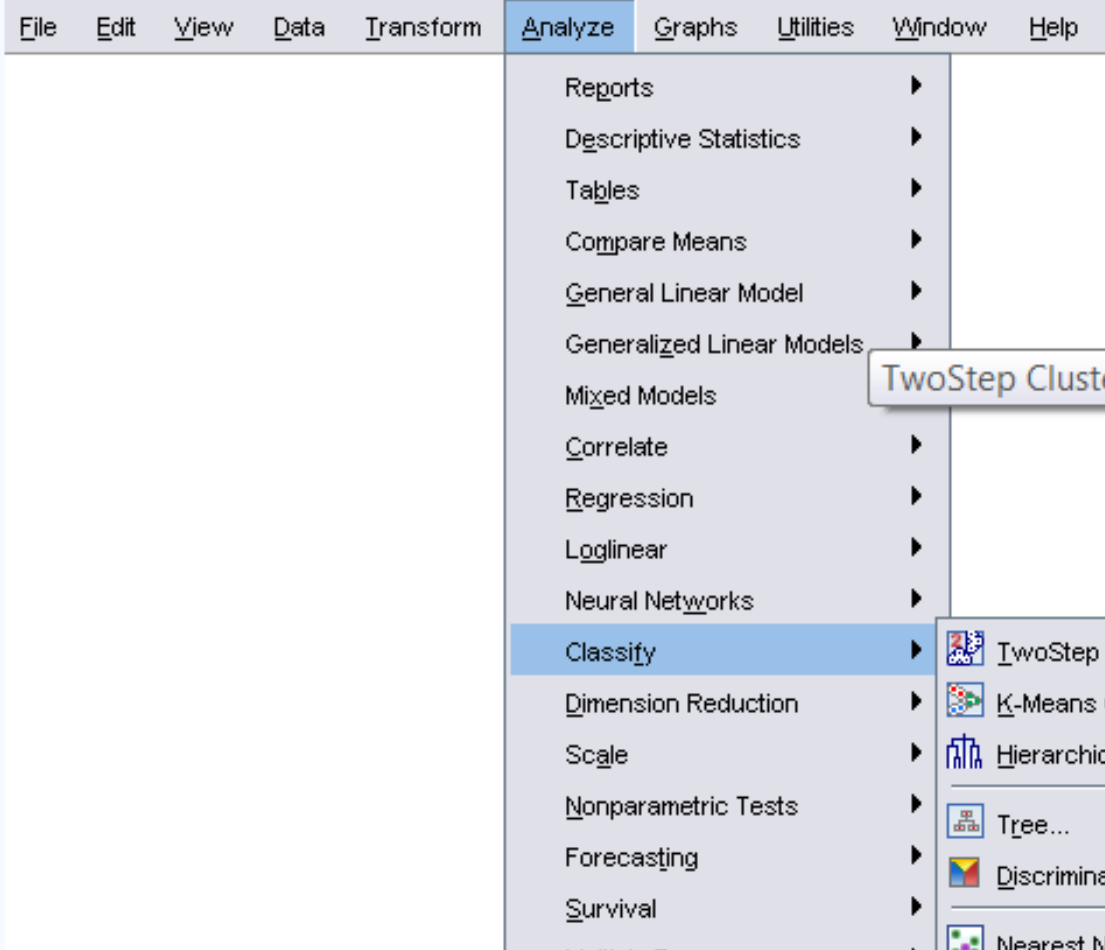 File Edit View Data Transform Analyze Graphs Utilities Window Help
Reports
Descriptive Statistics
Tables
Compare Means
General Linear Model
Generalized Linear Models
TwoStep Cluste
Mixed Models
Correlate
Regression
Loglinear
Neural Networks
Classify
TwoStep
Dimension Reduction
K-Means
Scale
Hierarchic
Nonparametric Tests
Tree...
Forecasting
Discrimina
Survival
Nearest N